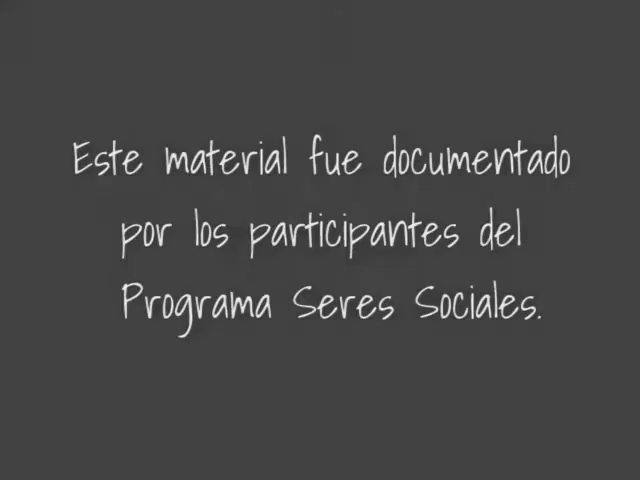 Este material fue documentado
por los participantes del
Programa Seres Sociales.